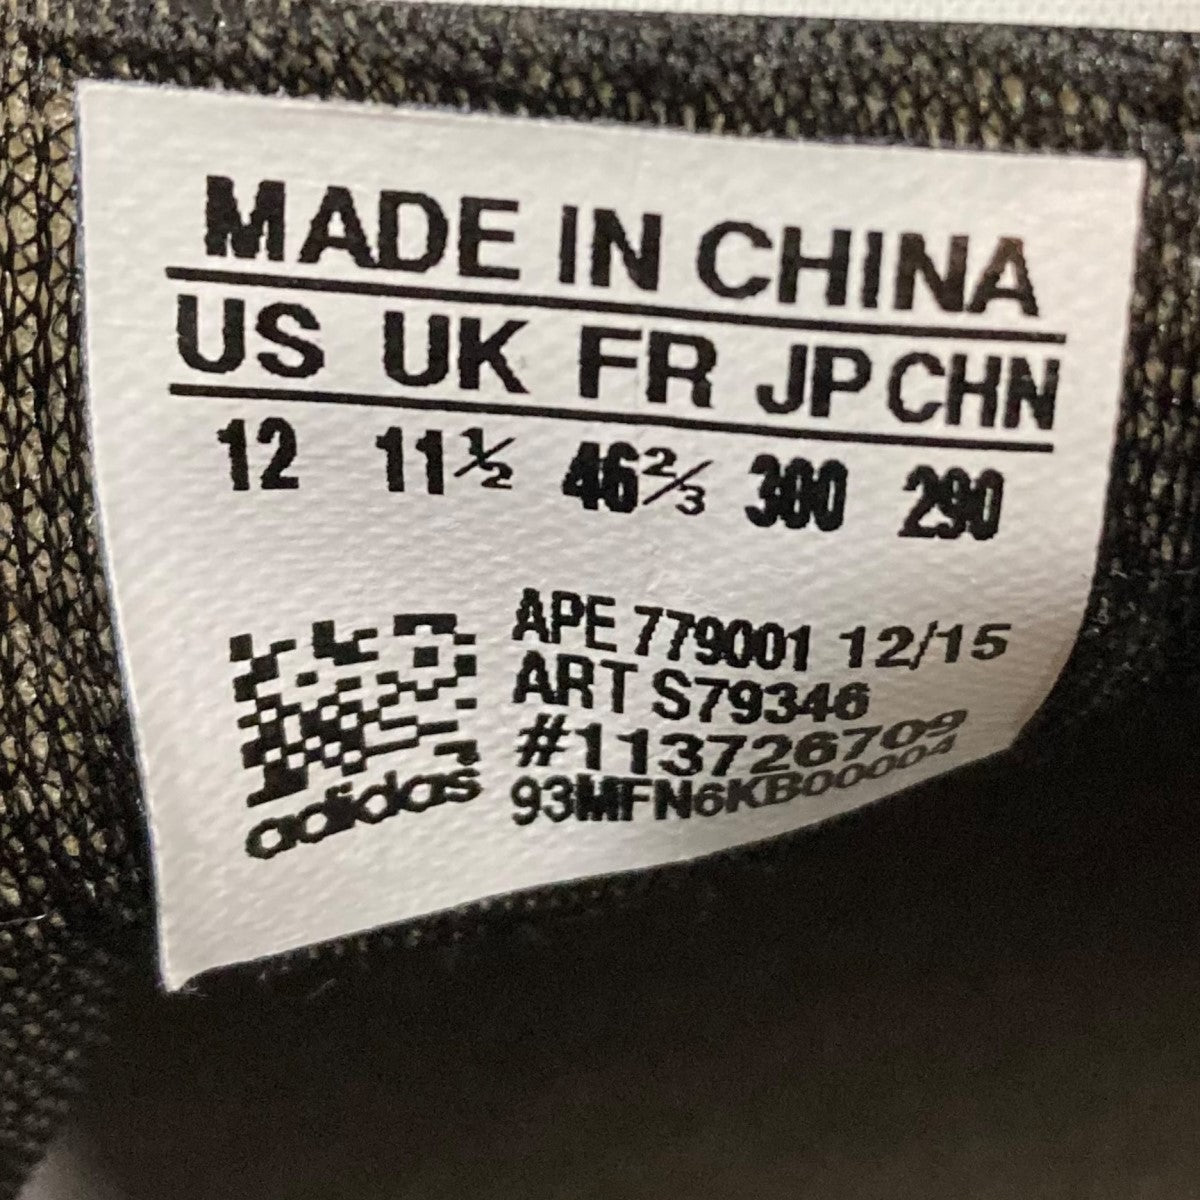 MADE IN CHINA
US UK FR JP CHN
12 11½ 46⅔ 300 290
APE 779001 12/15
ART S79346
#113726709
93MFN6KB00004
adidas